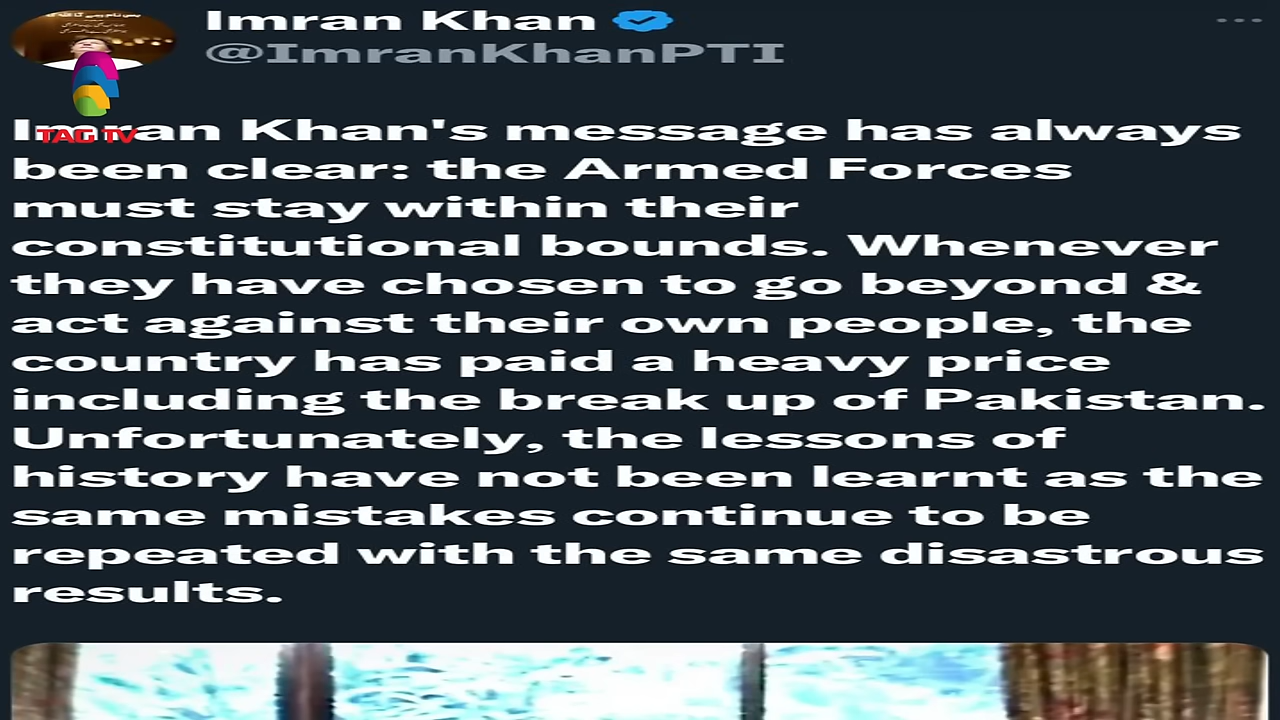 Imran Khan
@ImranKhanPTI
TAG TV
Imran Khan's message has always
been clear: the Armed Forces
must stay within their
constitutional bounds. Whenever
they have chosen to go beyond &
act against their own people, the
country has paid a heavy price
including the break up of Pakistan.
Unfortunately, the lessons of
history have not been learnt as the
same mistakes continue to be
repeated with the same disastrous
results.